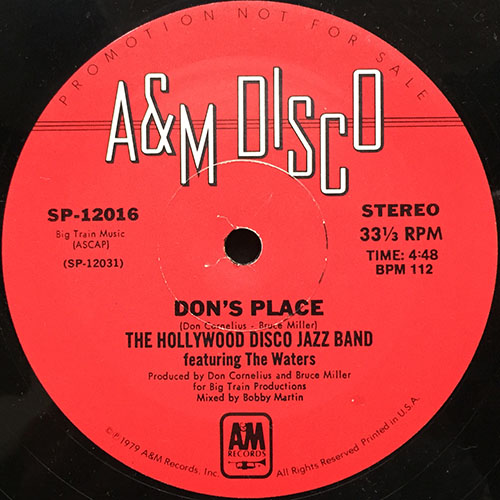 PROMOTION NOT FOR SALE
A&M DISCO
SP-12016
Big Train Music
(ASCAP)
(SP-12031)
STEREO
33⅓ RPM
TIME: 4:48
BPM 112
DON'S PLACE
(Don Cornelius - Bruce Miller)
THE HOLLYWOOD DISCO JAZZ BAND
featuring The Waters
Produced by Don Cornelius and Bruce Miller
for Big Train Productions
Mixed by Bobby Martin
A&M
RECORDS
©℗1979 A&M Records, Inc. All Rights Reserved Printed in U.S.A.